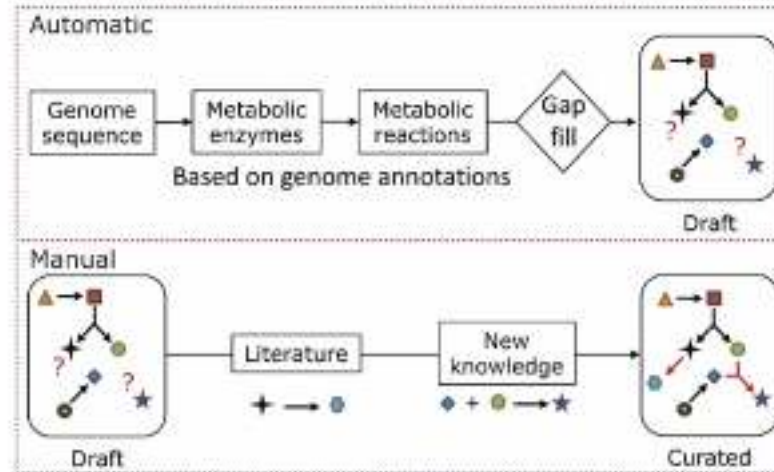 Automatic
Genome
sequence
Metabolic
enzymes
Metabolic
reactions
Gap
fill
?
?
Based on genome annotations
Draft
Manual
?
?
Literature
New
knowledge
+
Draft
Curated